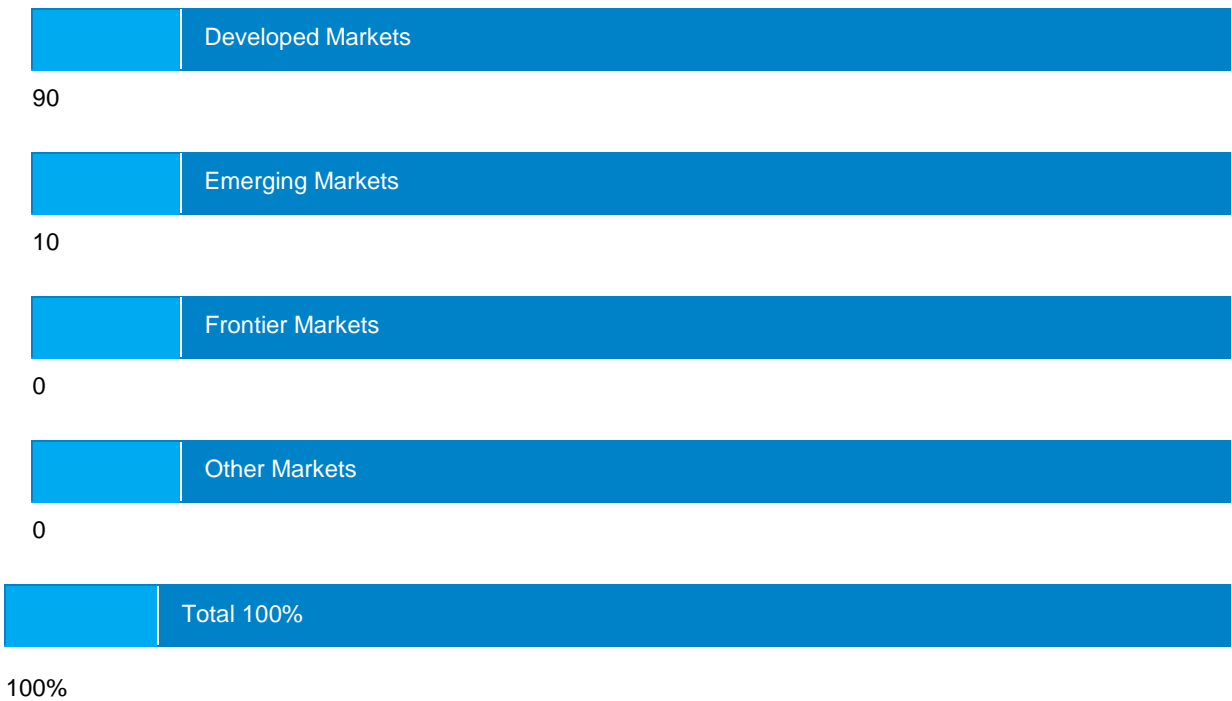 Developed Markets
90
Emerging Markets
10
Frontier Markets
0
Other Markets
0
Total 100%
100%